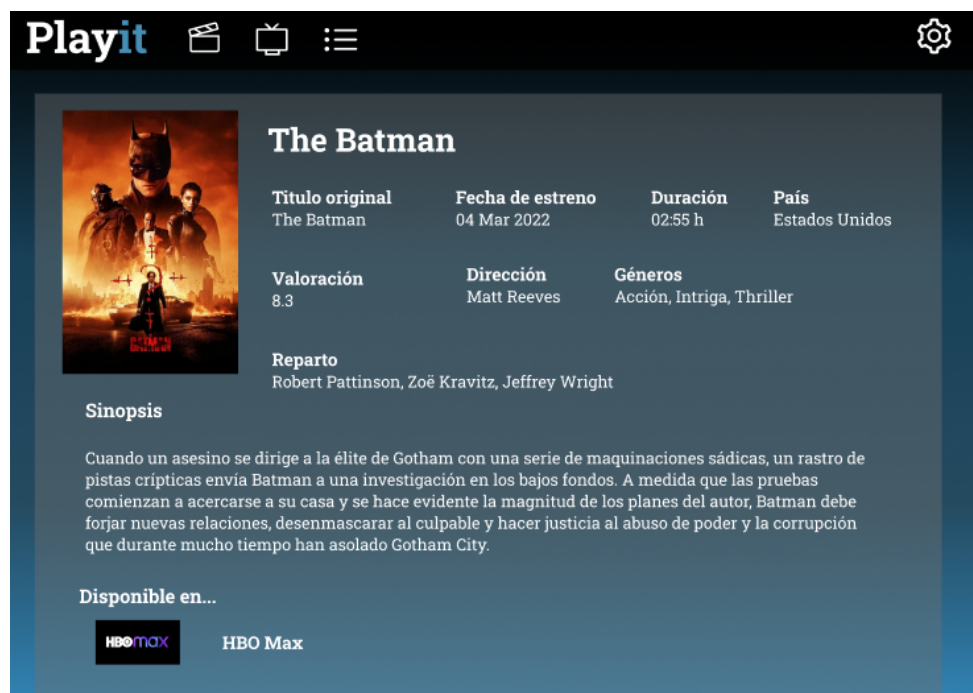 Playit
The Batman
Titulo original
The Batman
Fecha de estreno
04 Mar 2022
Duración
02:55 h
País
Estados Unidos
Valoración
8.3
Dirección
Matt Reeves
Géneros
Acción, Intriga, Thriller
Reparto
Robert Pattinson, Zoë Kravitz, Jeffrey Wright
THE BATMAN
Sinopsis
Cuando un asesino se dirige a la élite de Gotham con una serie de maquinaciones sádicas, un rastro de
pistas crípticas envía Batman a una investigación en los bajos fondos. A medida que las pruebas
comienzan a acercarse a su casa y se hace evidente la magnitud de los planes del autor, Batman debe
forjar nuevas relaciones, desenmascarar al culpable y hacer justicia al abuso de poder y la corrupción
que durante mucho tiempo han asolado Gotham City.
Disponible en...
HBOmax
HBO Max